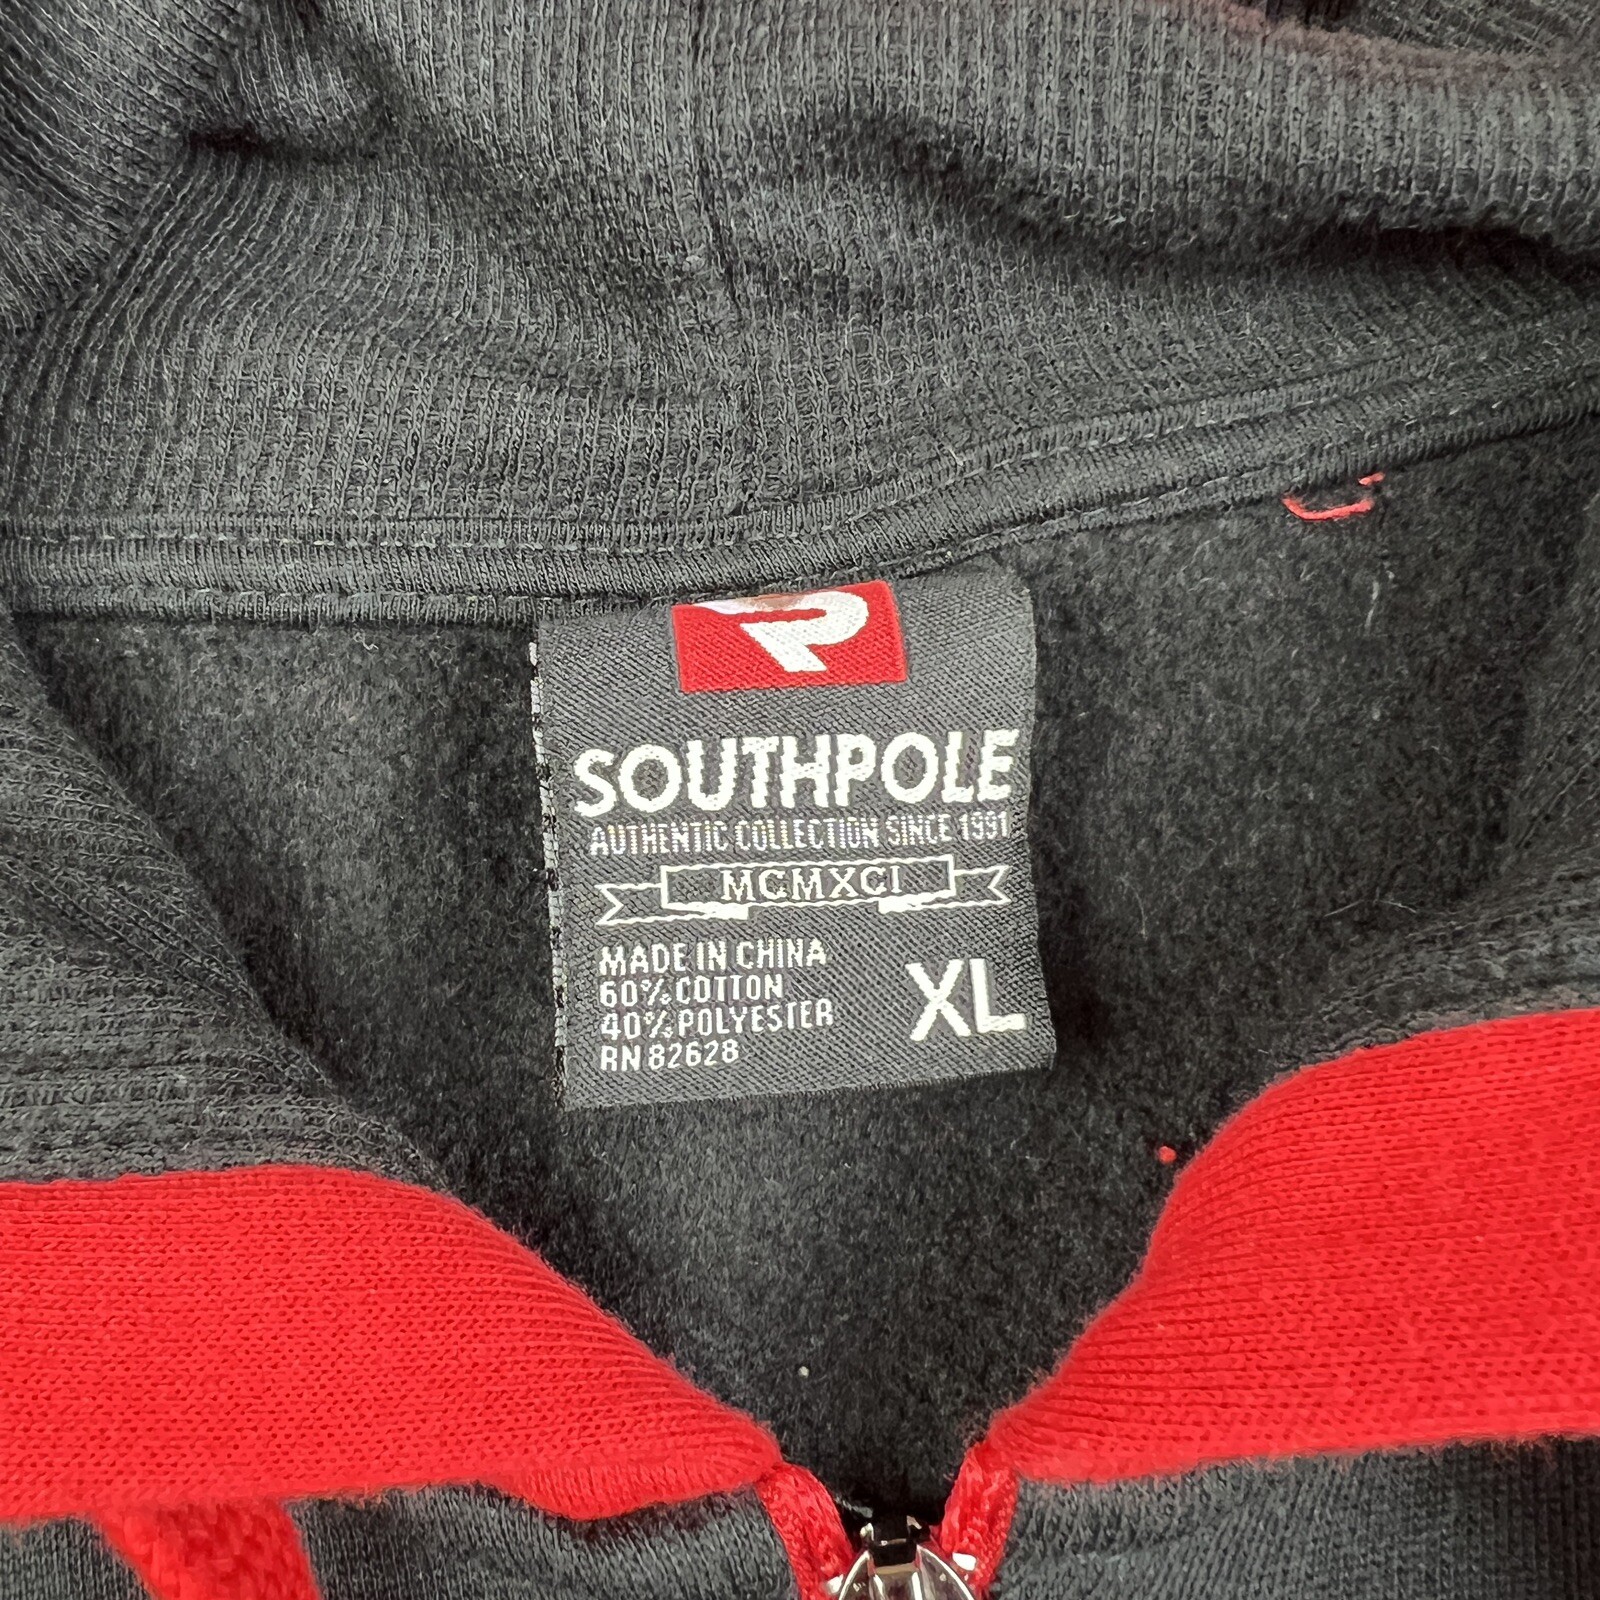 SOUTHPOLE
AUTHENTIC COLLECTION SINCE 1991
MCMXCI
MADE IN CHINA
60% COTTON
40% POLYESTER
RN 82628
XL